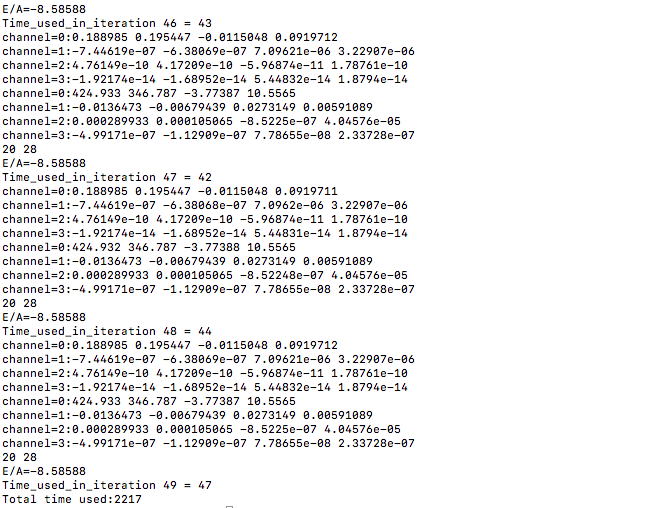 E/A=-8.58588
Time_used_in_iteration 46 = 43
channel=0:0.188985 0.195447 -0.0115048 0.0919712
channel=1:-7.44619e-07 -6.38069e-07 7.09621e-06 3.22907e-06
channel=2:4.76149e-10 4.17209e-10 -5.96874e-11 1.78761e-10
channel=3:-1.92174e-14 -1.68952e-14 5.44832e-14 1.8794e-14
channel=0:424.933 346.787 -3.77387 10.5565
channel=1:-0.0136473 -0.00679439 0.0273149 0.00591089
channel=2:0.000289933 0.000105065 -8.5225e-07 4.04576e-05
channel=3:-4.99171e-07 -1.12909e-07 7.78655e-08 2.33728e-07
20 28
E/A=-8.58588
Time_used_in_iteration 47 = 42
channel=0:0.188985 0.195447 -0.0115048 0.0919711
channel=1:-7.44619e-07 -6.38068e-07 7.0962e-06 3.22907e-06
channel=2:4.76149e-10 4.17209e-10 -5.96874e-11 1.78761e-10
channel=3:-1.92174e-14 -1.68952e-14 5.44831e-14 1.8794e-14
channel=0:424.932 346.787 -3.77388 10.5565
channel=1:-0.0136473 -0.00679439 0.0273149 0.00591089
channel=2:0.000289933 0.000105065 -8.52248e-07 4.04576e-05
channel=3:-4.99171e-07 -1.12909e-07 7.78658e-08 2.33728e-07
20 28
E/A=-8.58588
Time_used_in_iteration 48 = 44
channel=0:0.188985 0.195447 -0.0115048 0.0919712
channel=1:-7.44619e-07 -6.38069e-07 7.09621e-06 3.22907e-06
channel=2:4.76149e-10 4.17209e-10 -5.96874e-11 1.78761e-10
channel=3:-1.92174e-14 -1.68952e-14 5.44832e-14 1.8794e-14
channel=0:424.933 346.787 -3.77387 10.5565
channel=1:-0.0136473 -0.00679439 0.0273149 0.00591089
channel=2:0.000289933 0.000105065 -8.5225e-07 4.04576e-05
channel=3:-4.99171e-07 -1.12909e-07 7.78655e-08 2.33728e-07
20 28
E/A=-8.58588
Time_used_in_iteration 49 = 47
Total time used:2217